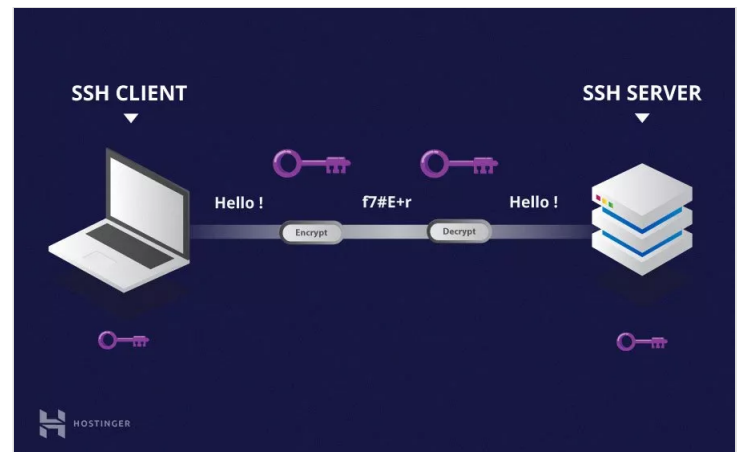 SSH CLIENT
SSH SERVER
Hello !
f7#E+r
Hello !
Encrypt
Decrypt
HOSTINGER